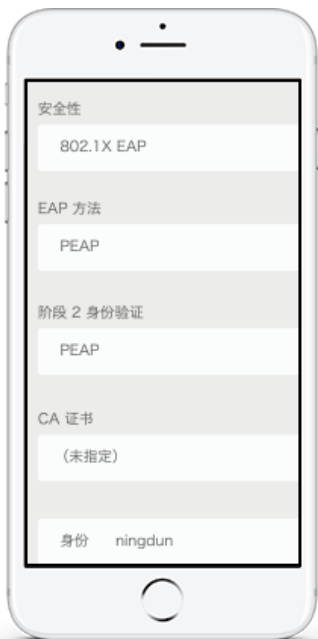 安全性
802.1X EAP
EAP 方法
PEAP
阶段 2 身份验证
PEAP
CA 证书
（未指定）
身份 ningdun